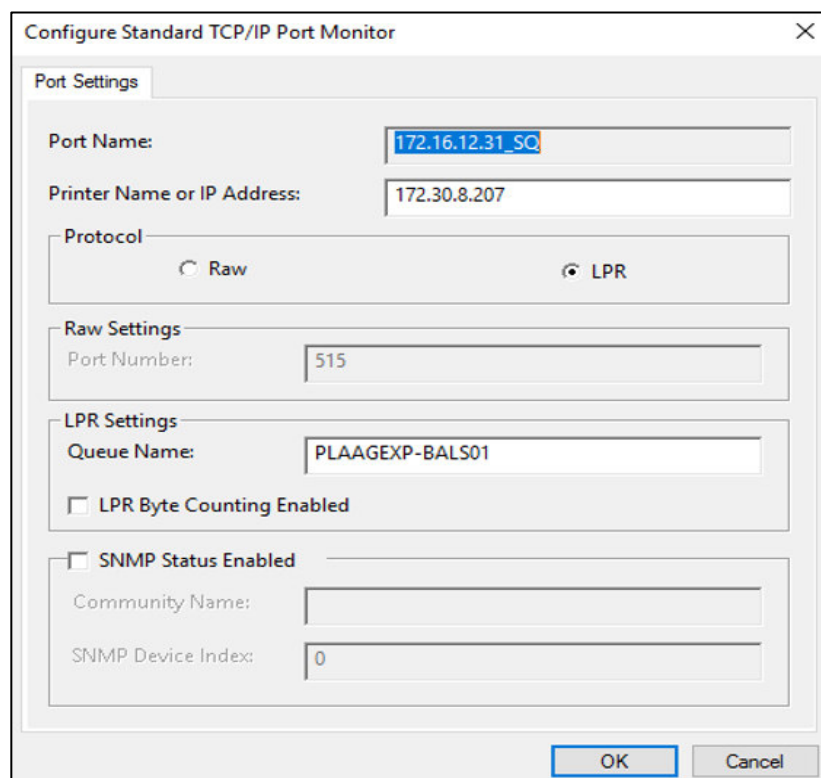 Configure Standard TCP/IP Port Monitor
Port Settings
Port Name: 172.16.12.31_SQ
Printer Name or IP Address: 172.30.8.207
Protocol
Raw LPR
Raw Settings
Port Number: 515
LPR Settings
Queue Name: PLAAGEXP-BALS01
LPR Byte Counting Enabled
SNMP Status Enabled
Community Name:
SNMP Device Index: 0
OK Cancel